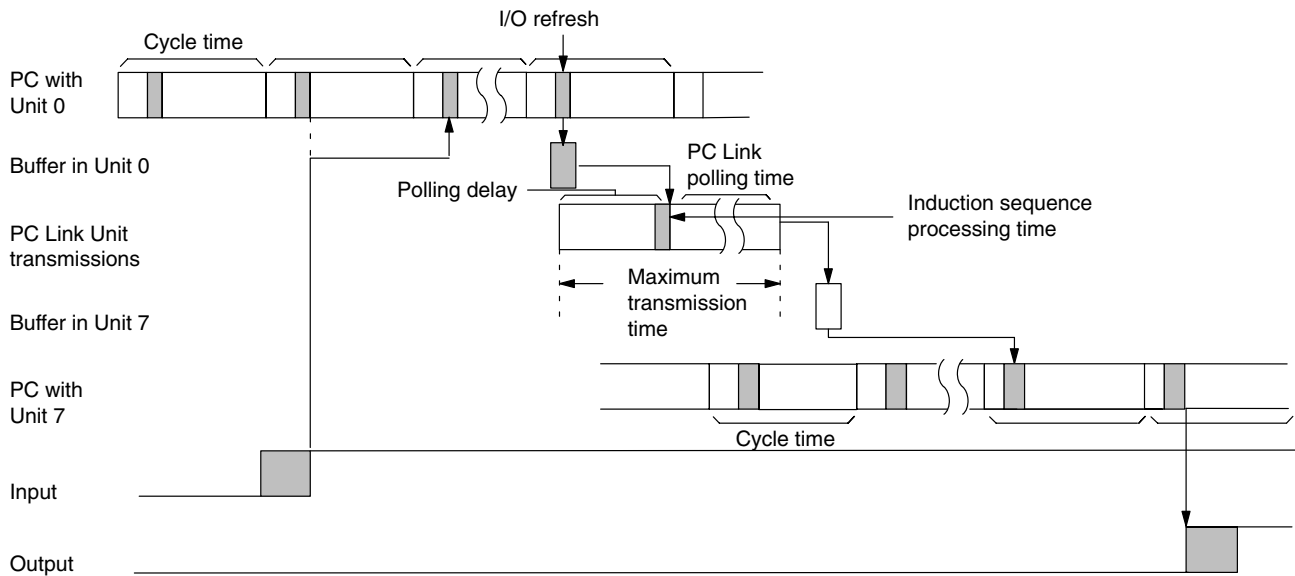 I/O refresh
Cycle time
PC with
Unit 0
Buffer in Unit 0
PC Link
polling time
Polling delay
Induction sequence
processing time
PC Link Unit
transmissions
Maximum
transmission
time
Buffer in Unit 7
PC with
Unit 7
Cycle time
Input
Output